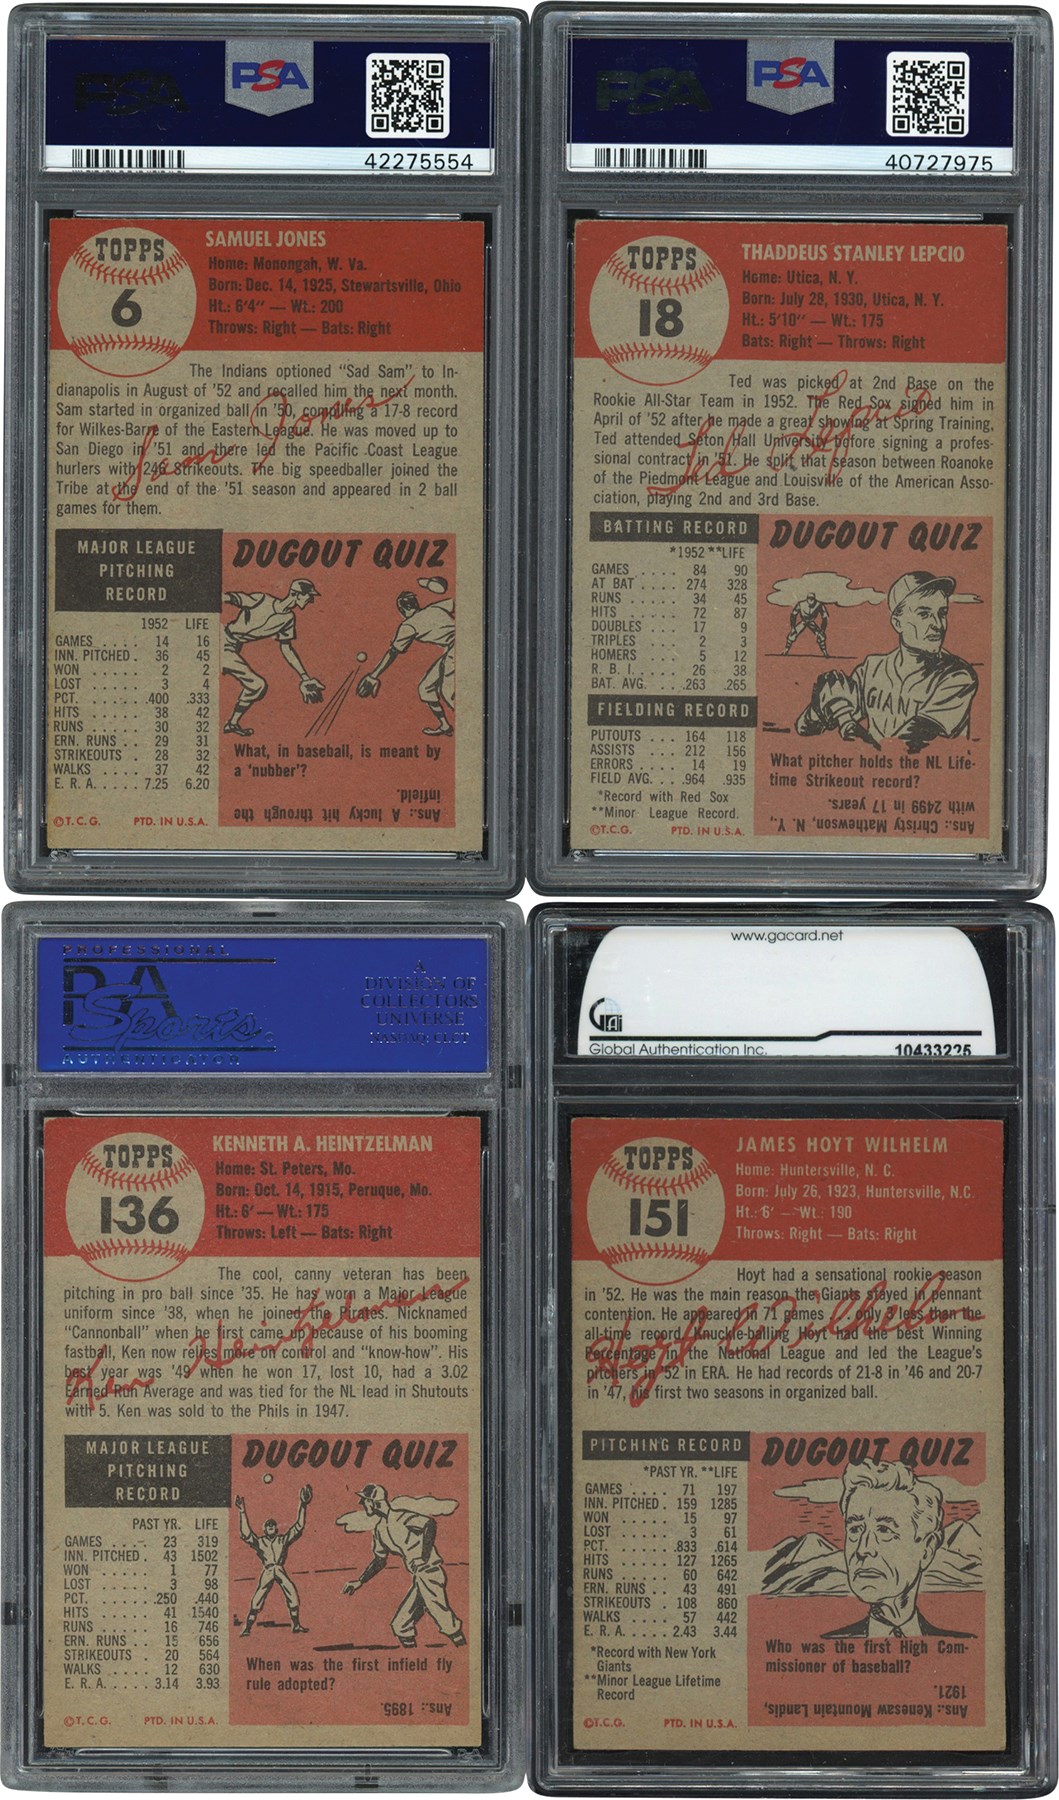 PSA
PSA
42275554
TOPPS
6
SAMUEL JONES
Home: Monongah, W. Va.
Born: Dec. 14, 1925, Stewartsville, Ohio
Ht.: 6'4" — Wt.: 200
Throws: Right — Bats: Right
The Indians optioned "Sad Sam" to In-
dianapolis in August of '52 and recalled him the next month.
Sam started in organized ball in '50, compiling a 17-8 record
for Wilkes-Barre of the Eastern League. He was moved up to
San Diego in '51 and there led the Pacific Coast League
hurlers with 246 Strikeouts. The big speedballer joined the
Tribe at the end of the '51 season and appeared in 2 ball
games for them.
Sam Jones
MAJOR LEAGUE
PITCHING
RECORD
1952 LIFE
GAMES . . . . 14 16
INN. PITCHED . 36 45
WON . . . . . 2 2
LOST . . . . . 3 4
PCT. . . . . .400 .333
HITS . . . . . 38 42
RUNS . . . . . 30 32
ERN. RUNS . . 29 31
STRIKEOUTS . . 28 32
WALKS . . . . 37 42
E. R. A. . . . . 7.25 6.20
©T.C.G. PTD. IN U.S.A.
DUGOUT QUIZ
What, in baseball, is meant by
a 'nubber'?
Ans.: A lucky hit through the
infield.
PSA
PSA
40727975
TOPPS
18
THADDEUS STANLEY LEPCIO
Home: Utica, N. Y.
Born: July 28, 1930, Utica, N. Y.
Ht.: 5'10" — Wt.: 175
Bats: Right — Throws: Right
Ted was picked at 2nd Base on the
Rookie All-Star Team in 1952. The Red Sox signed him in
April of '52 after he made a great showing at Spring Training.
Ted attended Seton Hall University before signing a profes-
sional contract in '51. He split that season between Roanoke
of the Piedmont League and Louisville of the American Asso-
ciation, playing 2nd and 3rd Base.
Ted Lepcio
BATTING RECORD
*1952 **LIFE
GAMES . . . . 84 90
AT BAT . . . . 274 328
RUNS . . . . . 34 45
HITS . . . . . 72 87
DOUBLES . . . 17 9
TRIPLES . . . . 2 3
HOMERS . . . . 5 12
R. B. I. . . . . 26 38
BAT. AVG. . . . .263 .265
FIELDING RECORD
PUTOUTS . . . 164 118
ASSISTS . . . . 212 156
ERRORS . . . . 14 19
FIELD AVG. . . .964 .935
*Record with Red Sox
**Minor League Record.
©T.C.G. PTD. IN U.S.A.
DUGOUT QUIZ
GIANT
What pitcher holds the NL Life-
time Strikeout record?
Ans.: Christy Mathewson, N. Y.,
with 2499 in 17 years.
PROFESSIONAL
PSA
Sports
AUTHENTICATOR
A
DIVISION OF
COLLECTORS
UNIVERSE
NASDAQ: CLCT
TOPPS
136
KENNETH A. HEINTZELMAN
Home: St. Peters, Mo.
Born: Oct. 14, 1915, Peruque, Mo.
Ht.: 6' — Wt.: 175
Throws: Left — Bats: Right
The cool, canny veteran has been
pitching in pro ball since '35. He has worn a Major League
uniform since '38, when he joined the Pirates. Nicknamed
"Cannonball" when he first came up because of his booming
fastball, Ken now relies more on control and "know-how". His
best year was '49 when he won 17, lost 10, had a 3.02
Earned Run Average and was tied for the NL lead in Shutouts
with 5. Ken was sold to the Phils in 1947.
Ken Heintzelman
MAJOR LEAGUE
PITCHING
RECORD
PAST YR. LIFE
GAMES . . . . 23 319
INN. PITCHED . 43 1502
WON . . . . . 1 77
LOST . . . . . 3 98
PCT. . . . . .250 .440
HITS . . . . . 41 1540
RUNS . . . . . 16 746
ERN. RUNS . . 15 656
STRIKEOUTS . . 20 564
WALKS . . . . 12 630
E. R. A. . . . . 3.14 3.93
©T.C.G. PTD. IN U.S.A.
DUGOUT QUIZ
When was the first infield fly
rule adopted?
Ans.: 1895.
www.gacard.net
GAI
Global Authentication Inc.
10433225
TOPPS
151
JAMES HOYT WILHELM
Home: Huntersville, N. C.
Born: July 26, 1923, Huntersville, N.C.
Ht.: 6' — Wt.: 190
Throws: Right — Bats: Right
Hoyt had a sensational rookie season
in '52. He was the main reason the Giants stayed in pennant
contention. He appeared in 71 games . . . only 3 less than the
all-time record. Knuckle-balling Hoyt had the best Winning
Percentage in the National League and led the League's
pitchers in '52 in ERA. He had records of 21-8 in '46 and 20-7
in '47, his first two seasons in organized ball.
Hoyt Wilhelm
PITCHING RECORD
*PAST YR. **LIFE
GAMES . . . . 71 197
INN. PITCHED . 159 1285
WON . . . . . 15 97
LOST . . . . . 3 61
PCT. . . . . .833 .614
HITS . . . . . 127 1265
RUNS . . . . . 60 642
ERN. RUNS . . 43 491
STRIKEOUTS . . 108 860
WALKS . . . . 57 442
E. R. A. . . . . 2.43 3.44
*Record with New York
Giants
**Minor League Lifetime
Record
©T.C.G. PTD. IN U.S.A.
DUGOUT QUIZ
Who was the first High Com-
missioner of baseball?
Ans.: Kenesaw Mountain Landis,
1921.